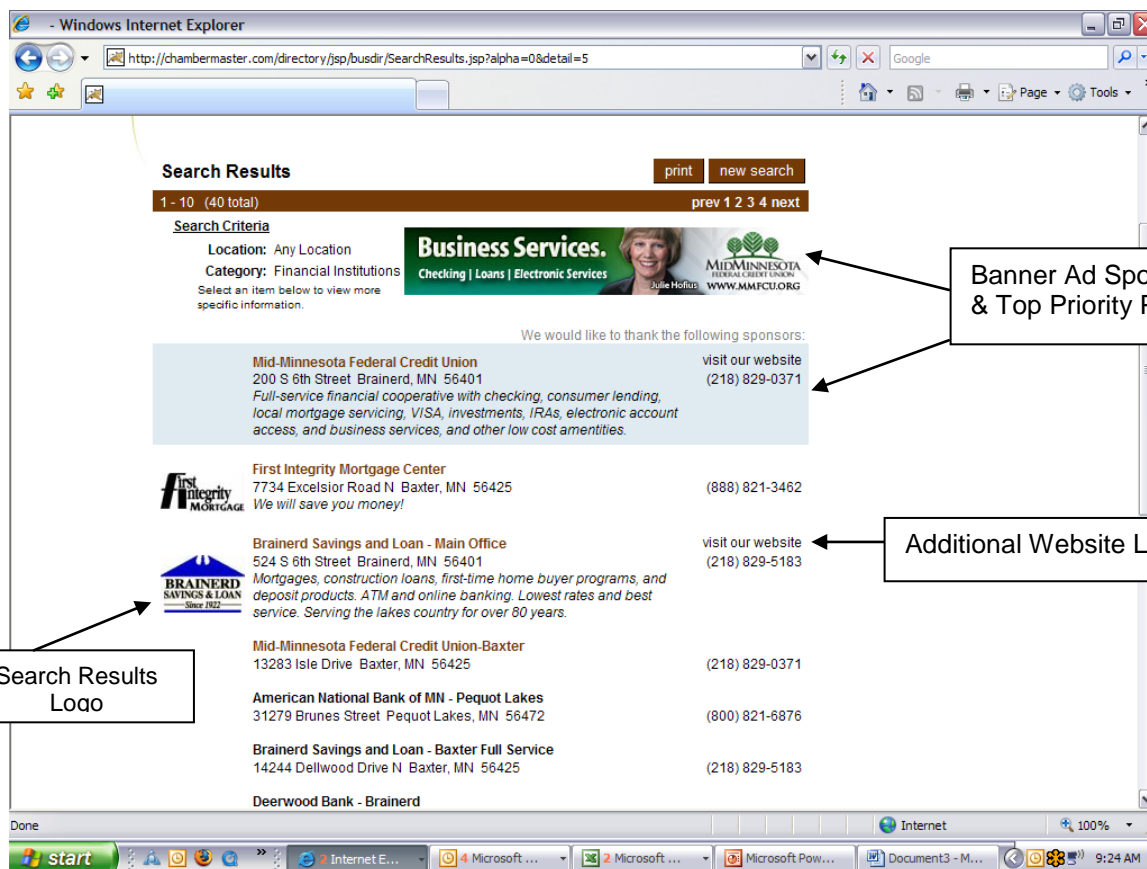 - Windows Internet Explorer
http://chambermaster.com/directory/jsp/busdir/SearchResults.jsp?alpha=0&detail=5
Google
Page
Tools
Search Results
print
new search
1 - 10 (40 total)
prev 1 2 3 4 next
Search Criteria
Location: Any Location
Category: Financial Institutions
Select an item below to view more
specific information.
Business Services.
Checking | Loans | Electronic Services
Julie Hofius
MIDMINNESOTA
FEDERAL CREDIT UNION
WWW.MMFCU.ORG
Banner Ad Spo
& Top Priority
We would like to thank the following sponsors:
Mid-Minnesota Federal Credit Union
visit our website
200 S 6th Street Brainerd, MN 56401
(218) 829-0371
Full-service financial cooperative with checking, consumer lending,
local mortgage servicing, VISA, investments, IRAs, electronic account
access, and business services, and other low cost amentities.
First Integrity Mortgage
First Integrity Mortgage Center
7734 Excelsior Road N Baxter, MN 56425
(888) 821-3462
We will save you money!
Brainerd Savings and Loan - Main Office
visit our website
524 S 6th Street Brainerd, MN 56401
(218) 829-5183
Mortgages, construction loans, first-time home buyer programs, and
deposit products. ATM and online banking. Lowest rates and best
service. Serving the lakes country for over 80 years.
BRAINERD
SAVINGS & LOAN
Since 1922
Additional Website L
Search Results
Logo
Mid-Minnesota Federal Credit Union-Baxter
13283 Isle Drive Baxter, MN 56425
(218) 829-0371
American National Bank of MN - Pequot Lakes
31279 Brunes Street Pequot Lakes, MN 56472
(800) 821-6876
Brainerd Savings and Loan - Baxter Full Service
14244 Dellwood Drive N Baxter, MN 56425
(218) 829-5183
Deerwood Bank - Brainerd
Done
Internet
100%
start
2 Internet E...
4 Microsoft ...
2 Microsoft ...
Microsoft Pow...
Document3 - M...
9:24 AM